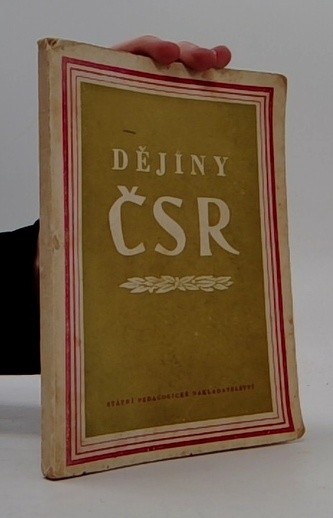 DĚJINY
ČSR
STÁTNÍ PEDAGOGICKÉ NAKLADATELSTVÍ